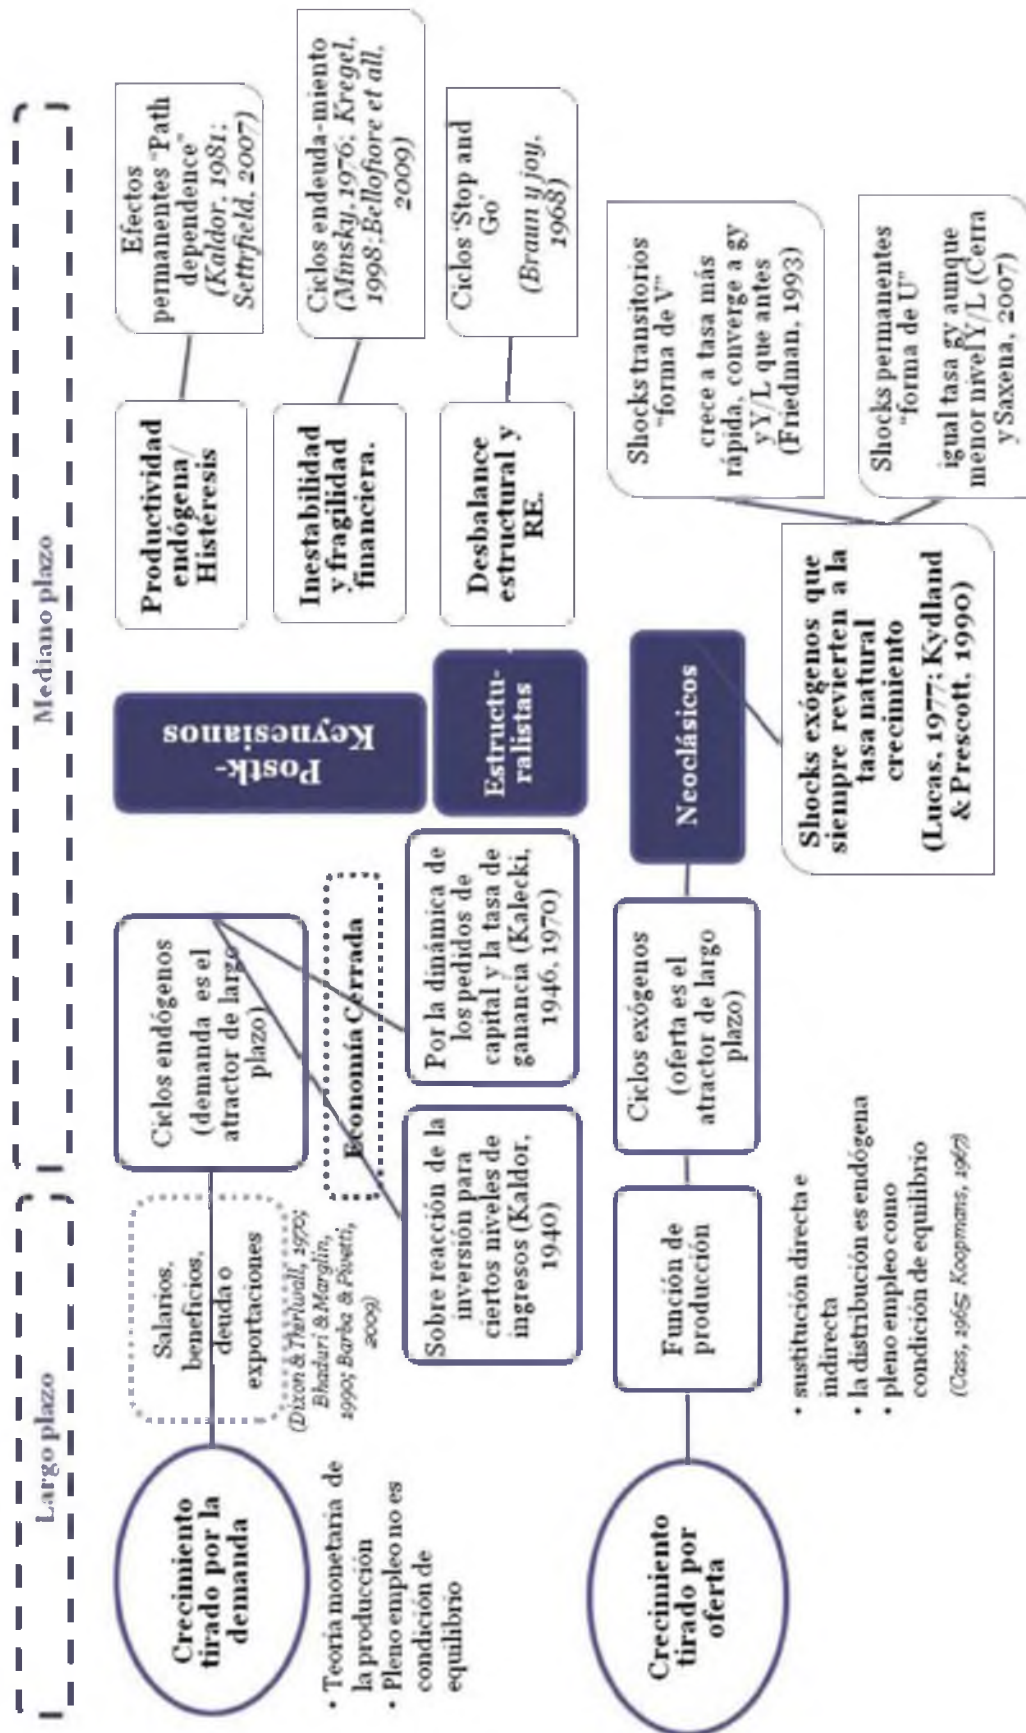 Largo plazo
Mediano plazo
Crecimiento
tirado por la
demanda
• Teoria monetaria de
la producción
• Pleno empleo no es
condición de
equlibrio
Salarios,
beneficios,
deuda o
exportaciones
(Dixon & Therlwall, 1970;
Bhaduri & Marglin,
1990; Barba & Pivetti,
2009)
Ciclos endógenos
(demanda es el
atractor de largo
plazo)
Economía Cerrada
Sobre reacción de la
inversión para
ciertos niveles de
ingresos (Kaldor,
1940)
Por la dinámica de
los pedidos de
capital y la tasa de
ganancia (Kalecki,
1946, 1970)
Postk-
Keynesianos
Estructu-
ralistas
Productividad
endógena/
Histéresis
Efectos
permanentes "Path
dependence"
(Kaldor, 1981;
Settrfield, 2007)
Inestabilidad
y fragilidad
financiera.
Ciclos endeuda-miento
(Minsky, 1976; Kregel,
1998;Bellofiore et all,
2009)
Desbalance
estructural y
RE.
Ciclos 'Stop and
Go'
(Braun y joy,
1968)
Crecimiento
tirado por
oferta
Función de
producción
• sustitución directa e
indirecta
• la distribución es endógena
• pleno empleo como
condición de equilibrio
(Cass, 1965; Koopmans, 1967)
Ciclos exógenos
(oferta es el
atractor de largo
plazo)
Neoclásicos
Shocks exógenos que
siempre revierten a la
tasa natural
crecimiento
(Lucas, 1977; Kydland
& Prescott, 1990)
Shocks transitorios
"forma de V"
crece a tasa más
rápida, converge a gy
y Y/L que antes
(Friedman, 1993)
Shocks permanentes
"forma de U"
igual tasa gy aunque
menor nivel Y/L (Cerra
y Saxena, 2007)